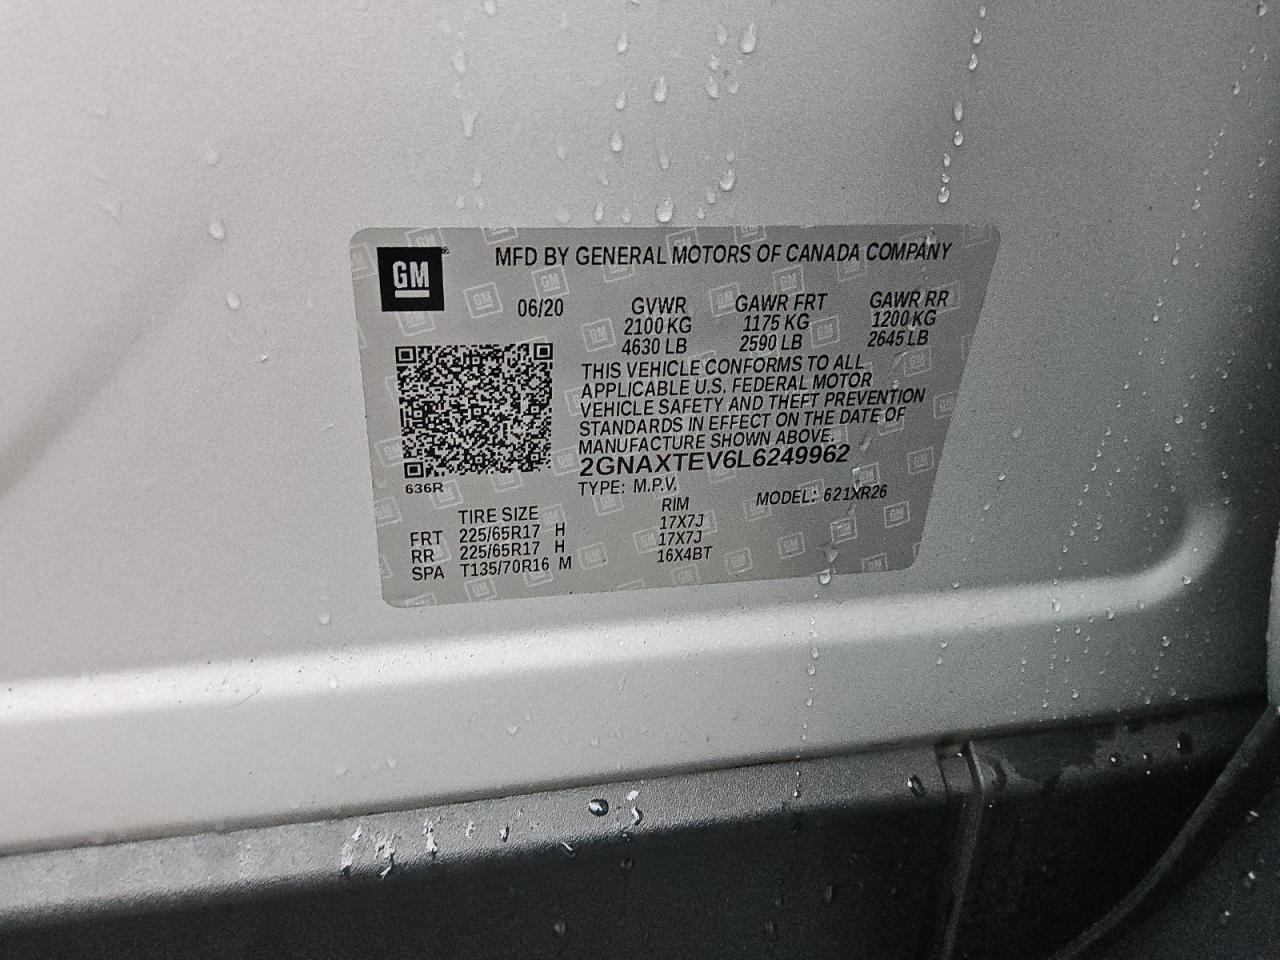 GM
MFD BY GENERAL MOTORS OF CANADA COMPANY
06/20 GVWR GAWR FRT GAWR RR
2100 KG 1175 KG 1200 KG
4630 LB 2590 LB 2645 LB
THIS VEHICLE CONFORMS TO ALL
APPLICABLE U.S. FEDERAL MOTOR
VEHICLE SAFETY AND THEFT PREVENTION
STANDARDS IN EFFECT ON THE DATE OF
MANUFACTURE SHOWN ABOVE.
2GNAXTEV6L6249962
636R
TYPE: M.P.V. MODEL: 621XR26
TIRE SIZE RIM
FRT 225/65R17 H 17X7J
RR 225/65R17 H 17X7J
SPA T135/70R16 M 16X4BT